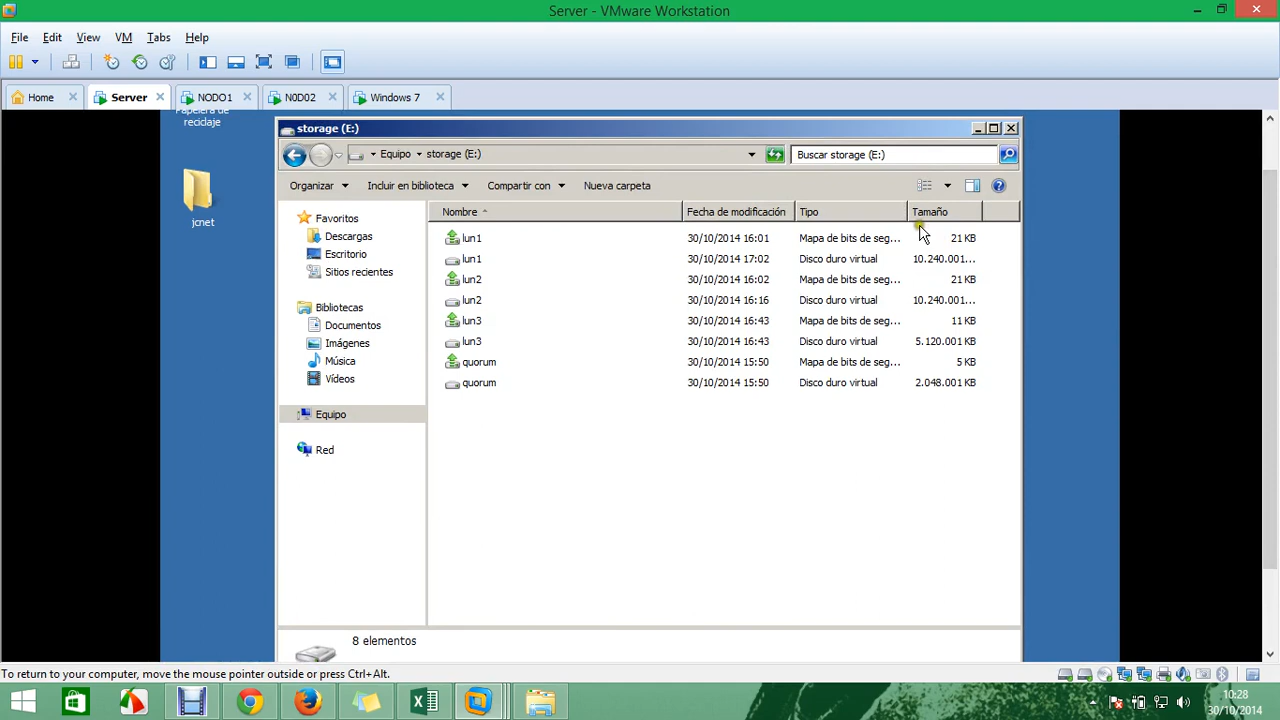 Server - VMware Workstation
File Edit View VM Tabs Help
Home Server NODO1 NODO2 Windows 7
Papelera de
reciclaje
jcnet
storage (E:)
Equipo storage (E:) Buscar storage (E:)
Organizar Incluir en biblioteca Compartir con Nueva carpeta
Favoritos
Descargas
Escritorio
Sitios recientes
Bibliotecas
Documentos
Imágenes
Música
Vídeos
Equipo
Red
Nombre Fecha de modificación Tipo Tamaño
lun1 30/10/2014 16:01 Mapa de bits de seg... 21 KB
lun1 30/10/2014 17:02 Disco duro virtual 10.240.001...
lun2 30/10/2014 16:02 Mapa de bits de seg... 21 KB
lun2 30/10/2014 16:16 Disco duro virtual 10.240.001...
lun3 30/10/2014 16:43 Mapa de bits de seg... 11 KB
lun3 30/10/2014 16:43 Disco duro virtual 5.120.001 KB
quorum 30/10/2014 15:50 Mapa de bits de seg... 5 KB
quorum 30/10/2014 15:50 Disco duro virtual 2.048.001 KB
8 elementos
To return to your computer, move the mouse pointer outside or press Ctrl+Alt.
10:28
30/10/2014